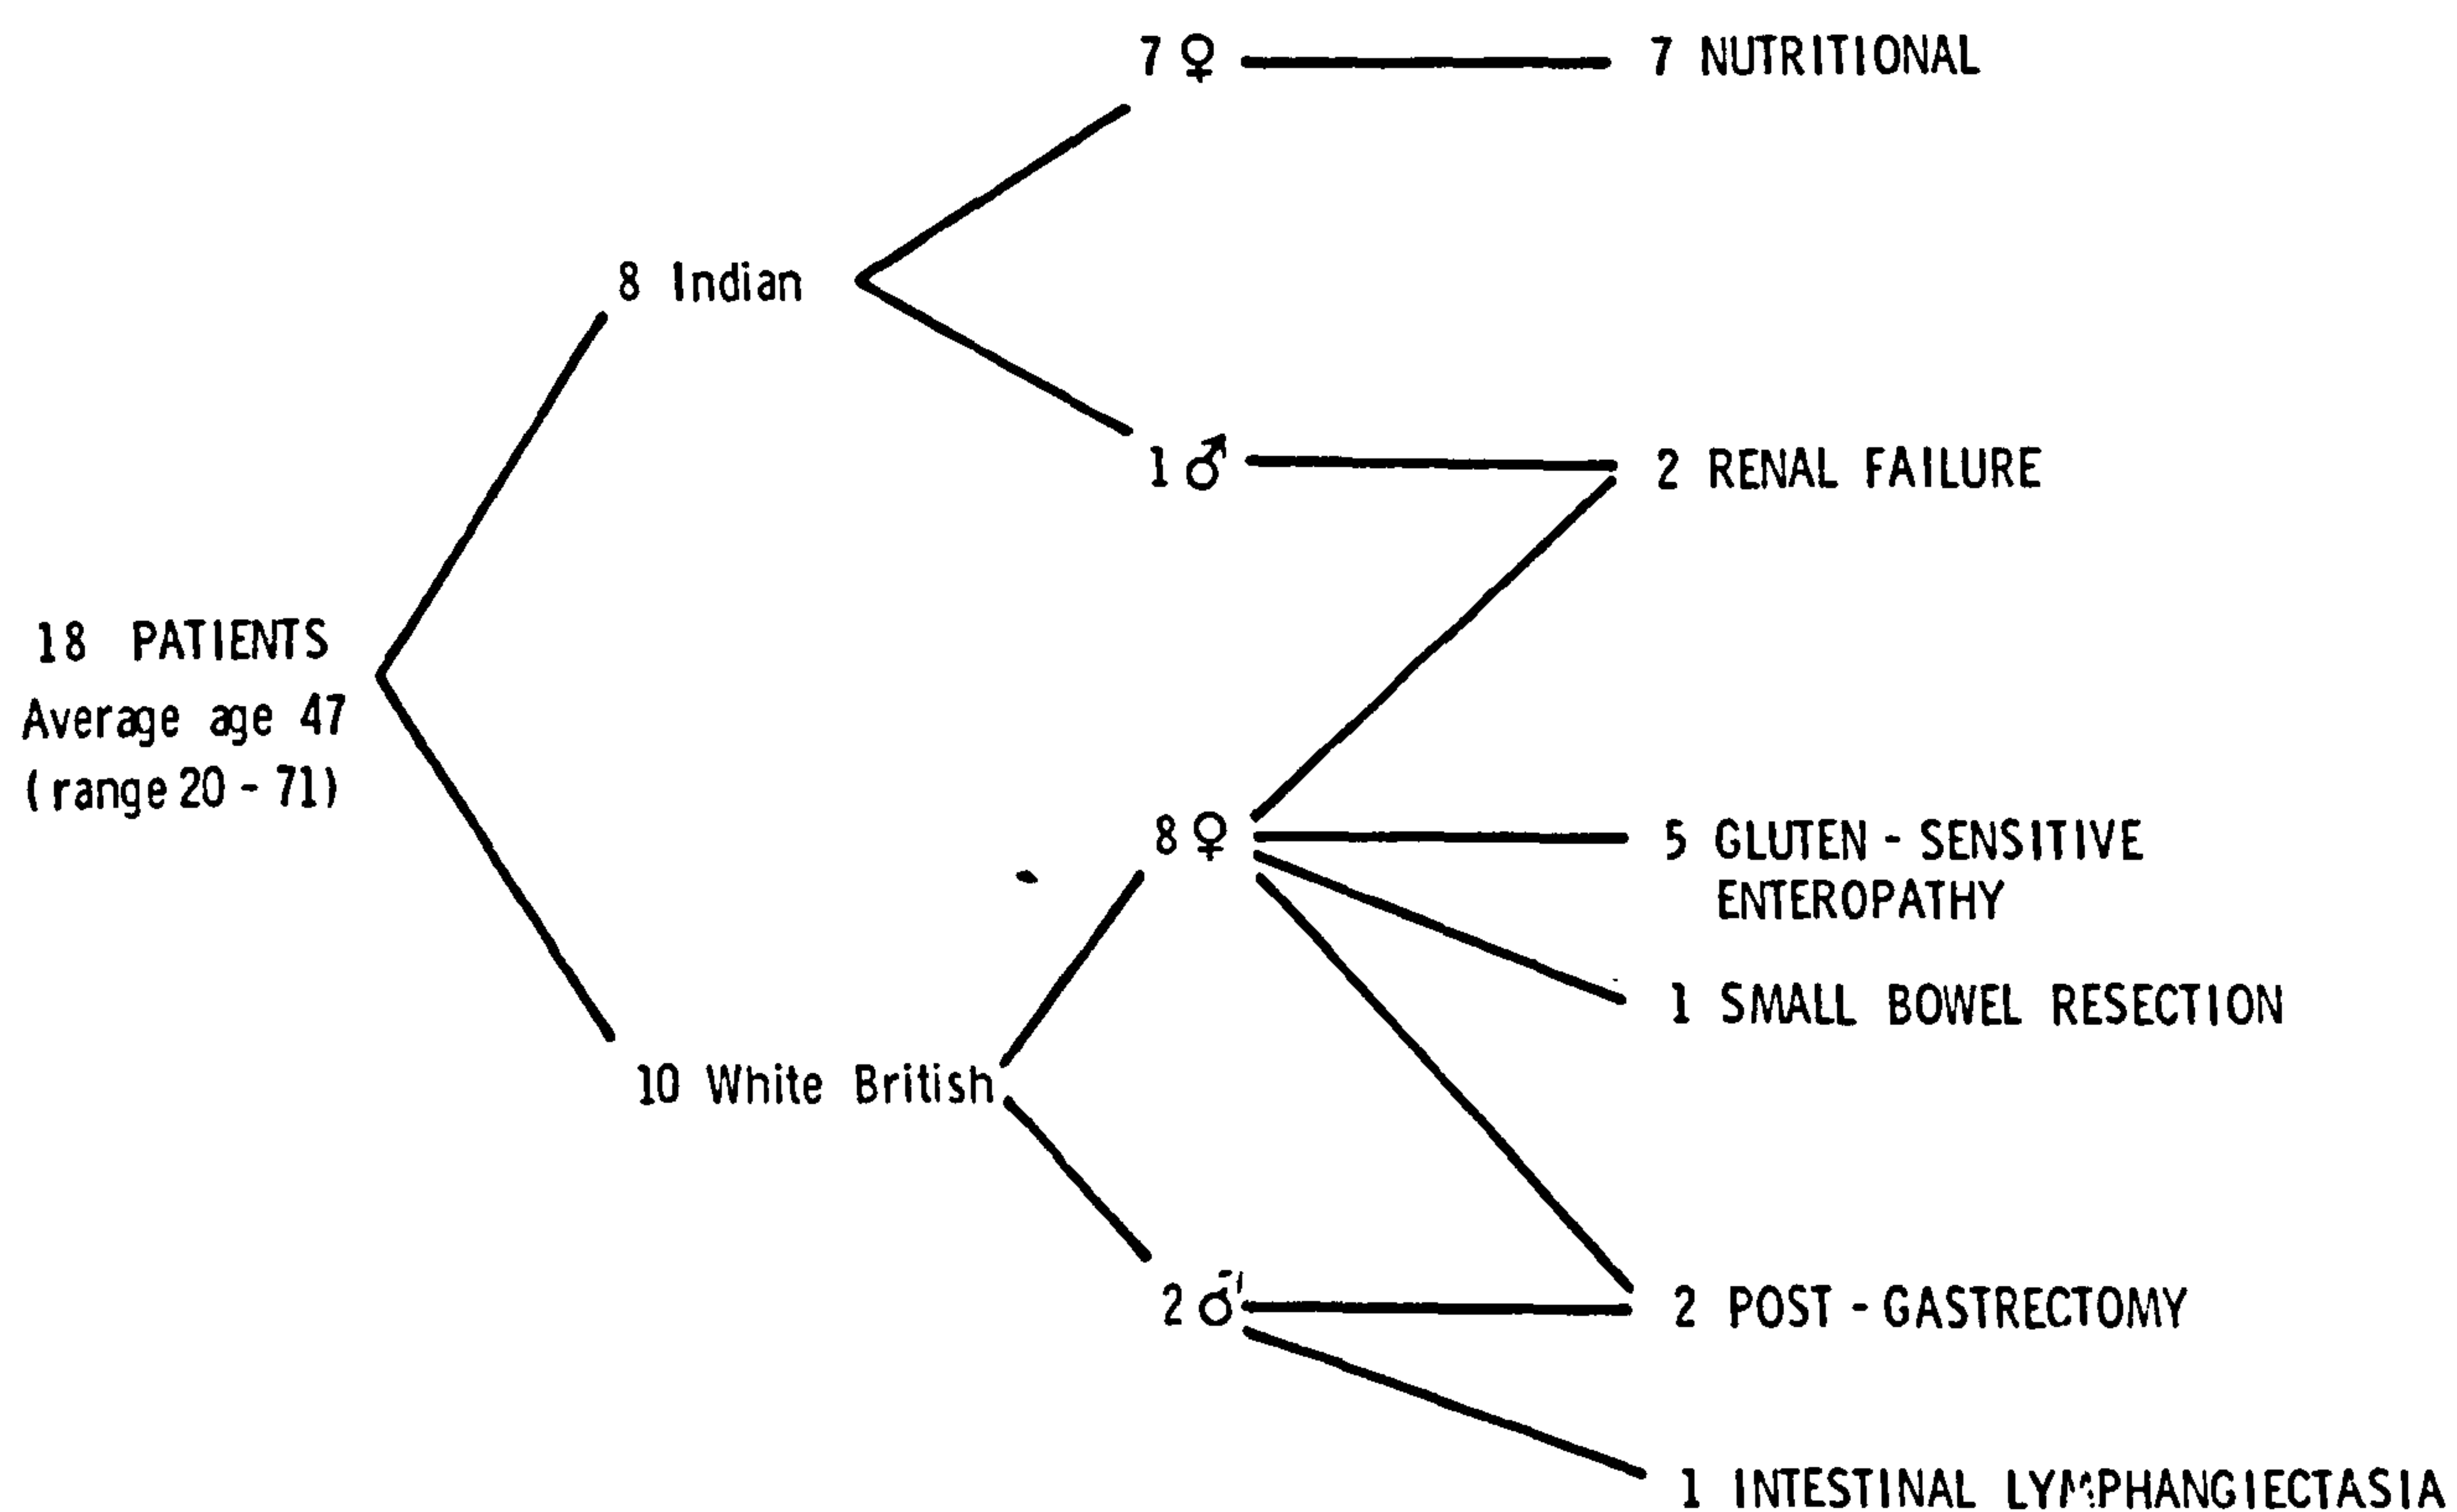 7 ♀
7 NUTRITIONAL
8 Indian
1 ♂
2 RENAL FAILURE
18 PATIENTS
Average age 47
(range 20 - 71)
8 ♀
5 GLUTEN - SENSITIVE
ENTEROPATHY
1 SMALL BOWEL RESECTION
10 White British
2 ♂
2 POST - GASTRECTOMY
1 INTESTINAL LYMPHANGIECTASIA